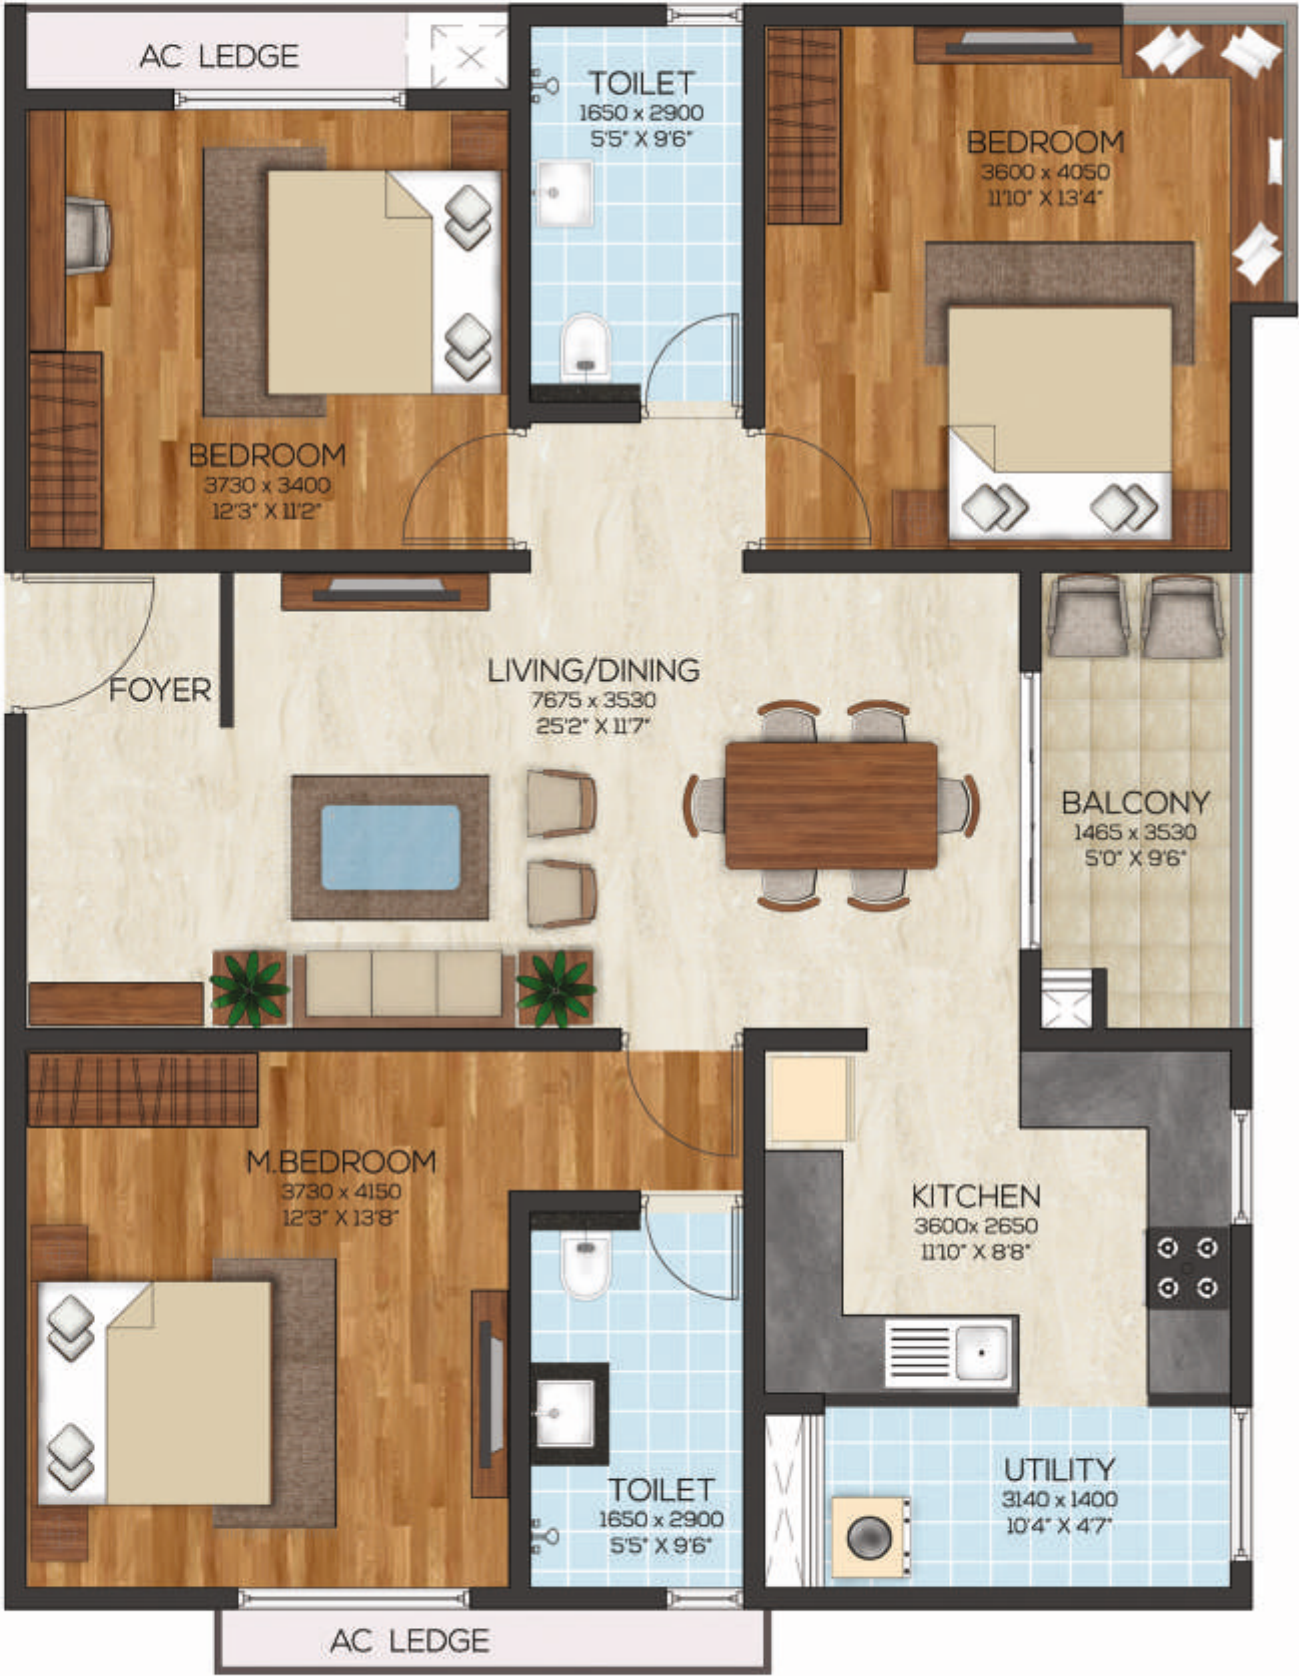 AC LEDGE
TOILET
1650 x 2900
5'5" X 9'6"
BEDROOM
3600 x 4050
11'10" X 13'4"
BEDROOM
3730 x 3400
12'3" X 11'2"
FOYER
LIVING/DINING
7675 x 3530
25'2" X 11'7"
BALCONY
1465 x 3530
5'0" X 9'6"
M.BEDROOM
3730 x 4150
12'3" X 13'8"
KITCHEN
3600x 2650
11'10" X 8'8"
TOILET
1650 x 2900
5'5" X 9'6"
UTILITY
3140 x 1400
10'4" X 4'7"
AC LEDGE